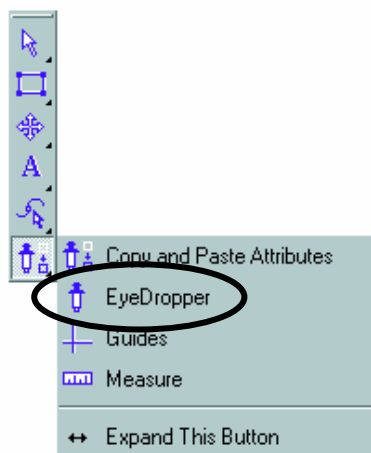 A
Copy and Paste Attributes
EyeDropper
Guides
Measure
Expand This Button